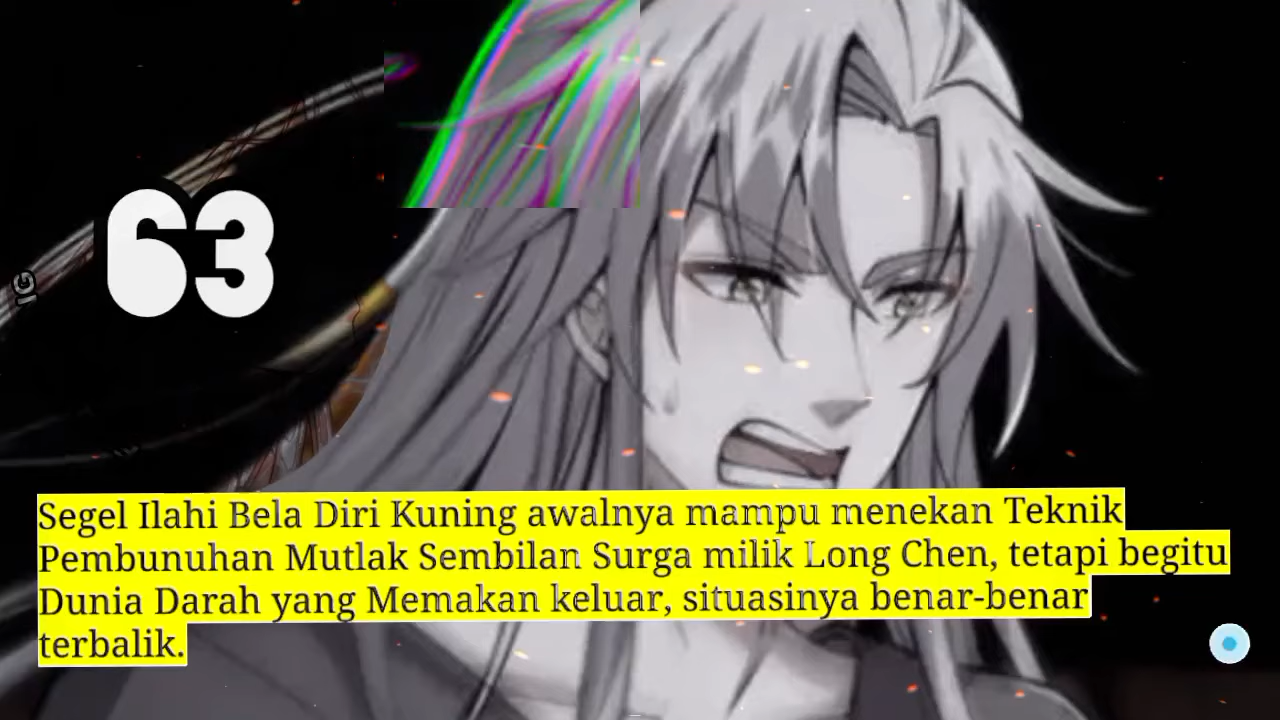 63
Segel Ilahi Bela Diri Kuning awalnya mampu menekan Teknik
Pembunuhan Mutlak Sembilan Surga milik Long Chen, tetapi begitu
Dunia Darah yang Memakan keluar, situasinya benar-benar
terbalik.